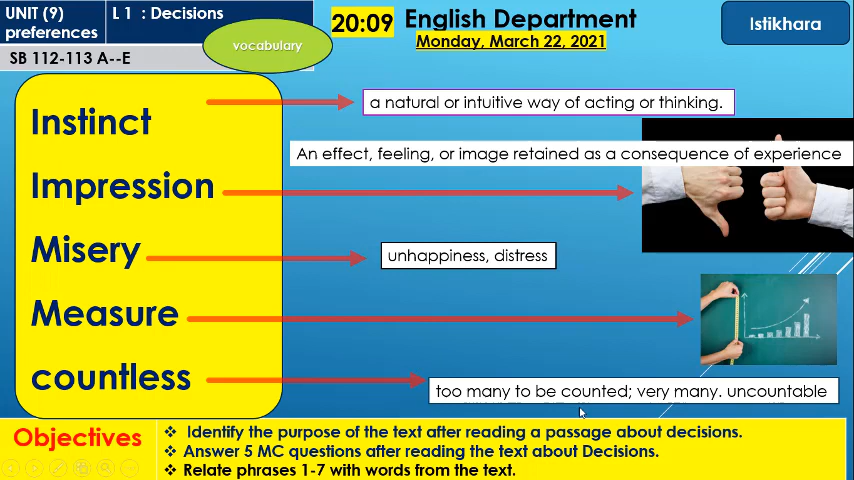 UNIT (9)
preferences
L 1 : Decisions
vocabulary
20:09
English Department
Monday, March 22, 2021
Istikhara
SB 112-113 A--E
Instinct
a natural or intuitive way of acting or thinking.
An effect, feeling, or image retained as a consequence of experience
Impression
Misery
unhappiness, distress
Measure
countless
too many to be counted; very many. uncountable
Objectives
❖ Identify the purpose of the text after reading a passage about decisions.
❖ Answer 5 MC questions after reading the text about Decisions.
❖ Relate phrases 1-7 with words from the text.